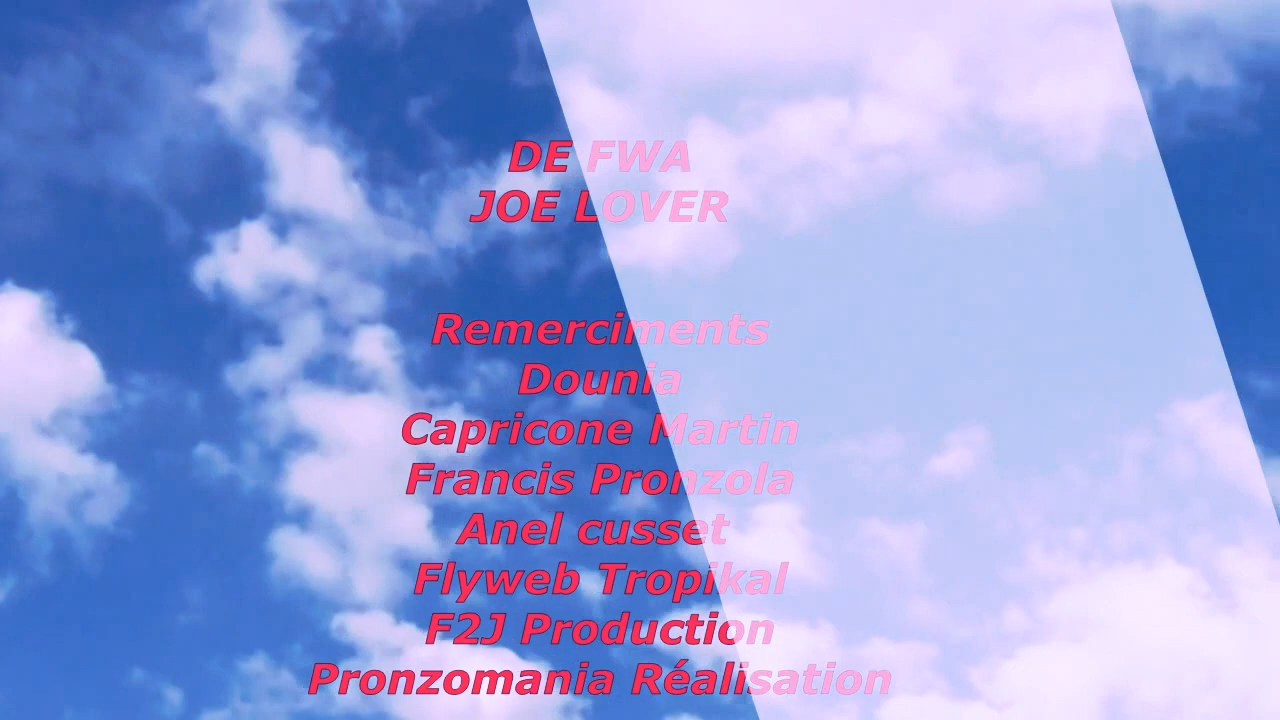 DE FWA
JOE LOVER
Remerciments
Dounia
Capricone Martin
Francis Pronzola
Anel cusset
Flyweb Tropikal
F2J Production
Pronzomania Réalisation